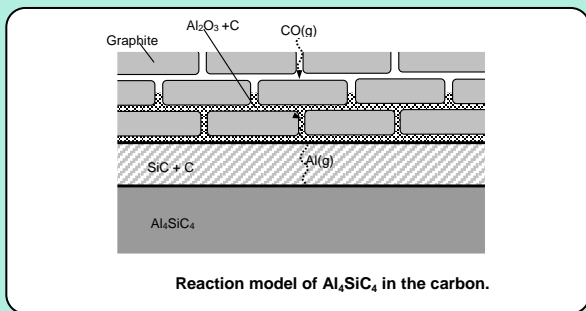 Al₂O₃ +C
CO(g)
Graphite
SiC + C
Al(g)
Al₄SiC₄
Reaction model of Al₄SiC₄ in the carbon.